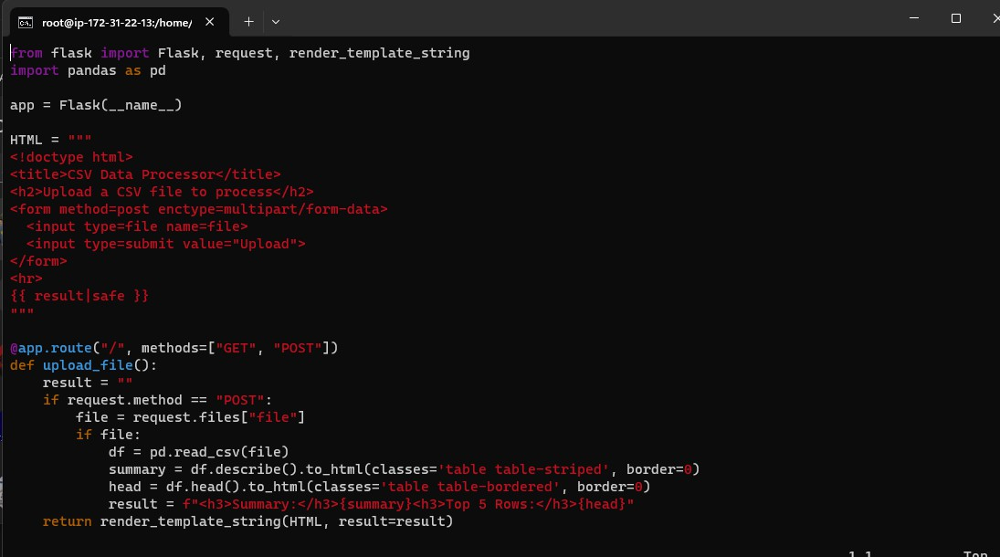 root@ip-172-31-22-13:/home/
from flask import Flask, request, render_template_string
import pandas as pd

app = Flask(__name__)

HTML = """
<!doctype html>
<title>CSV Data Processor</title>
<h2>Upload a CSV file to process</h2>
<form method=post enctype=multipart/form-data>
  <input type=file name=file>
  <input type=submit value="Upload">
</form>
<hr>
{{ result|safe }}
"""

@app.route("/", methods=["GET", "POST"])
def upload_file():
    result = ""
    if request.method == "POST":
        file = request.files["file"]
        if file:
            df = pd.read_csv(file)
            summary = df.describe().to_html(classes='table table-striped', border=0)
            head = df.head().to_html(classes='table table-bordered', border=0)
            result = f"<h3>Summary:</h3>{summary}<h3>Top 5 Rows:</h3>{head}"
    return render_template_string(HTML, result=result)